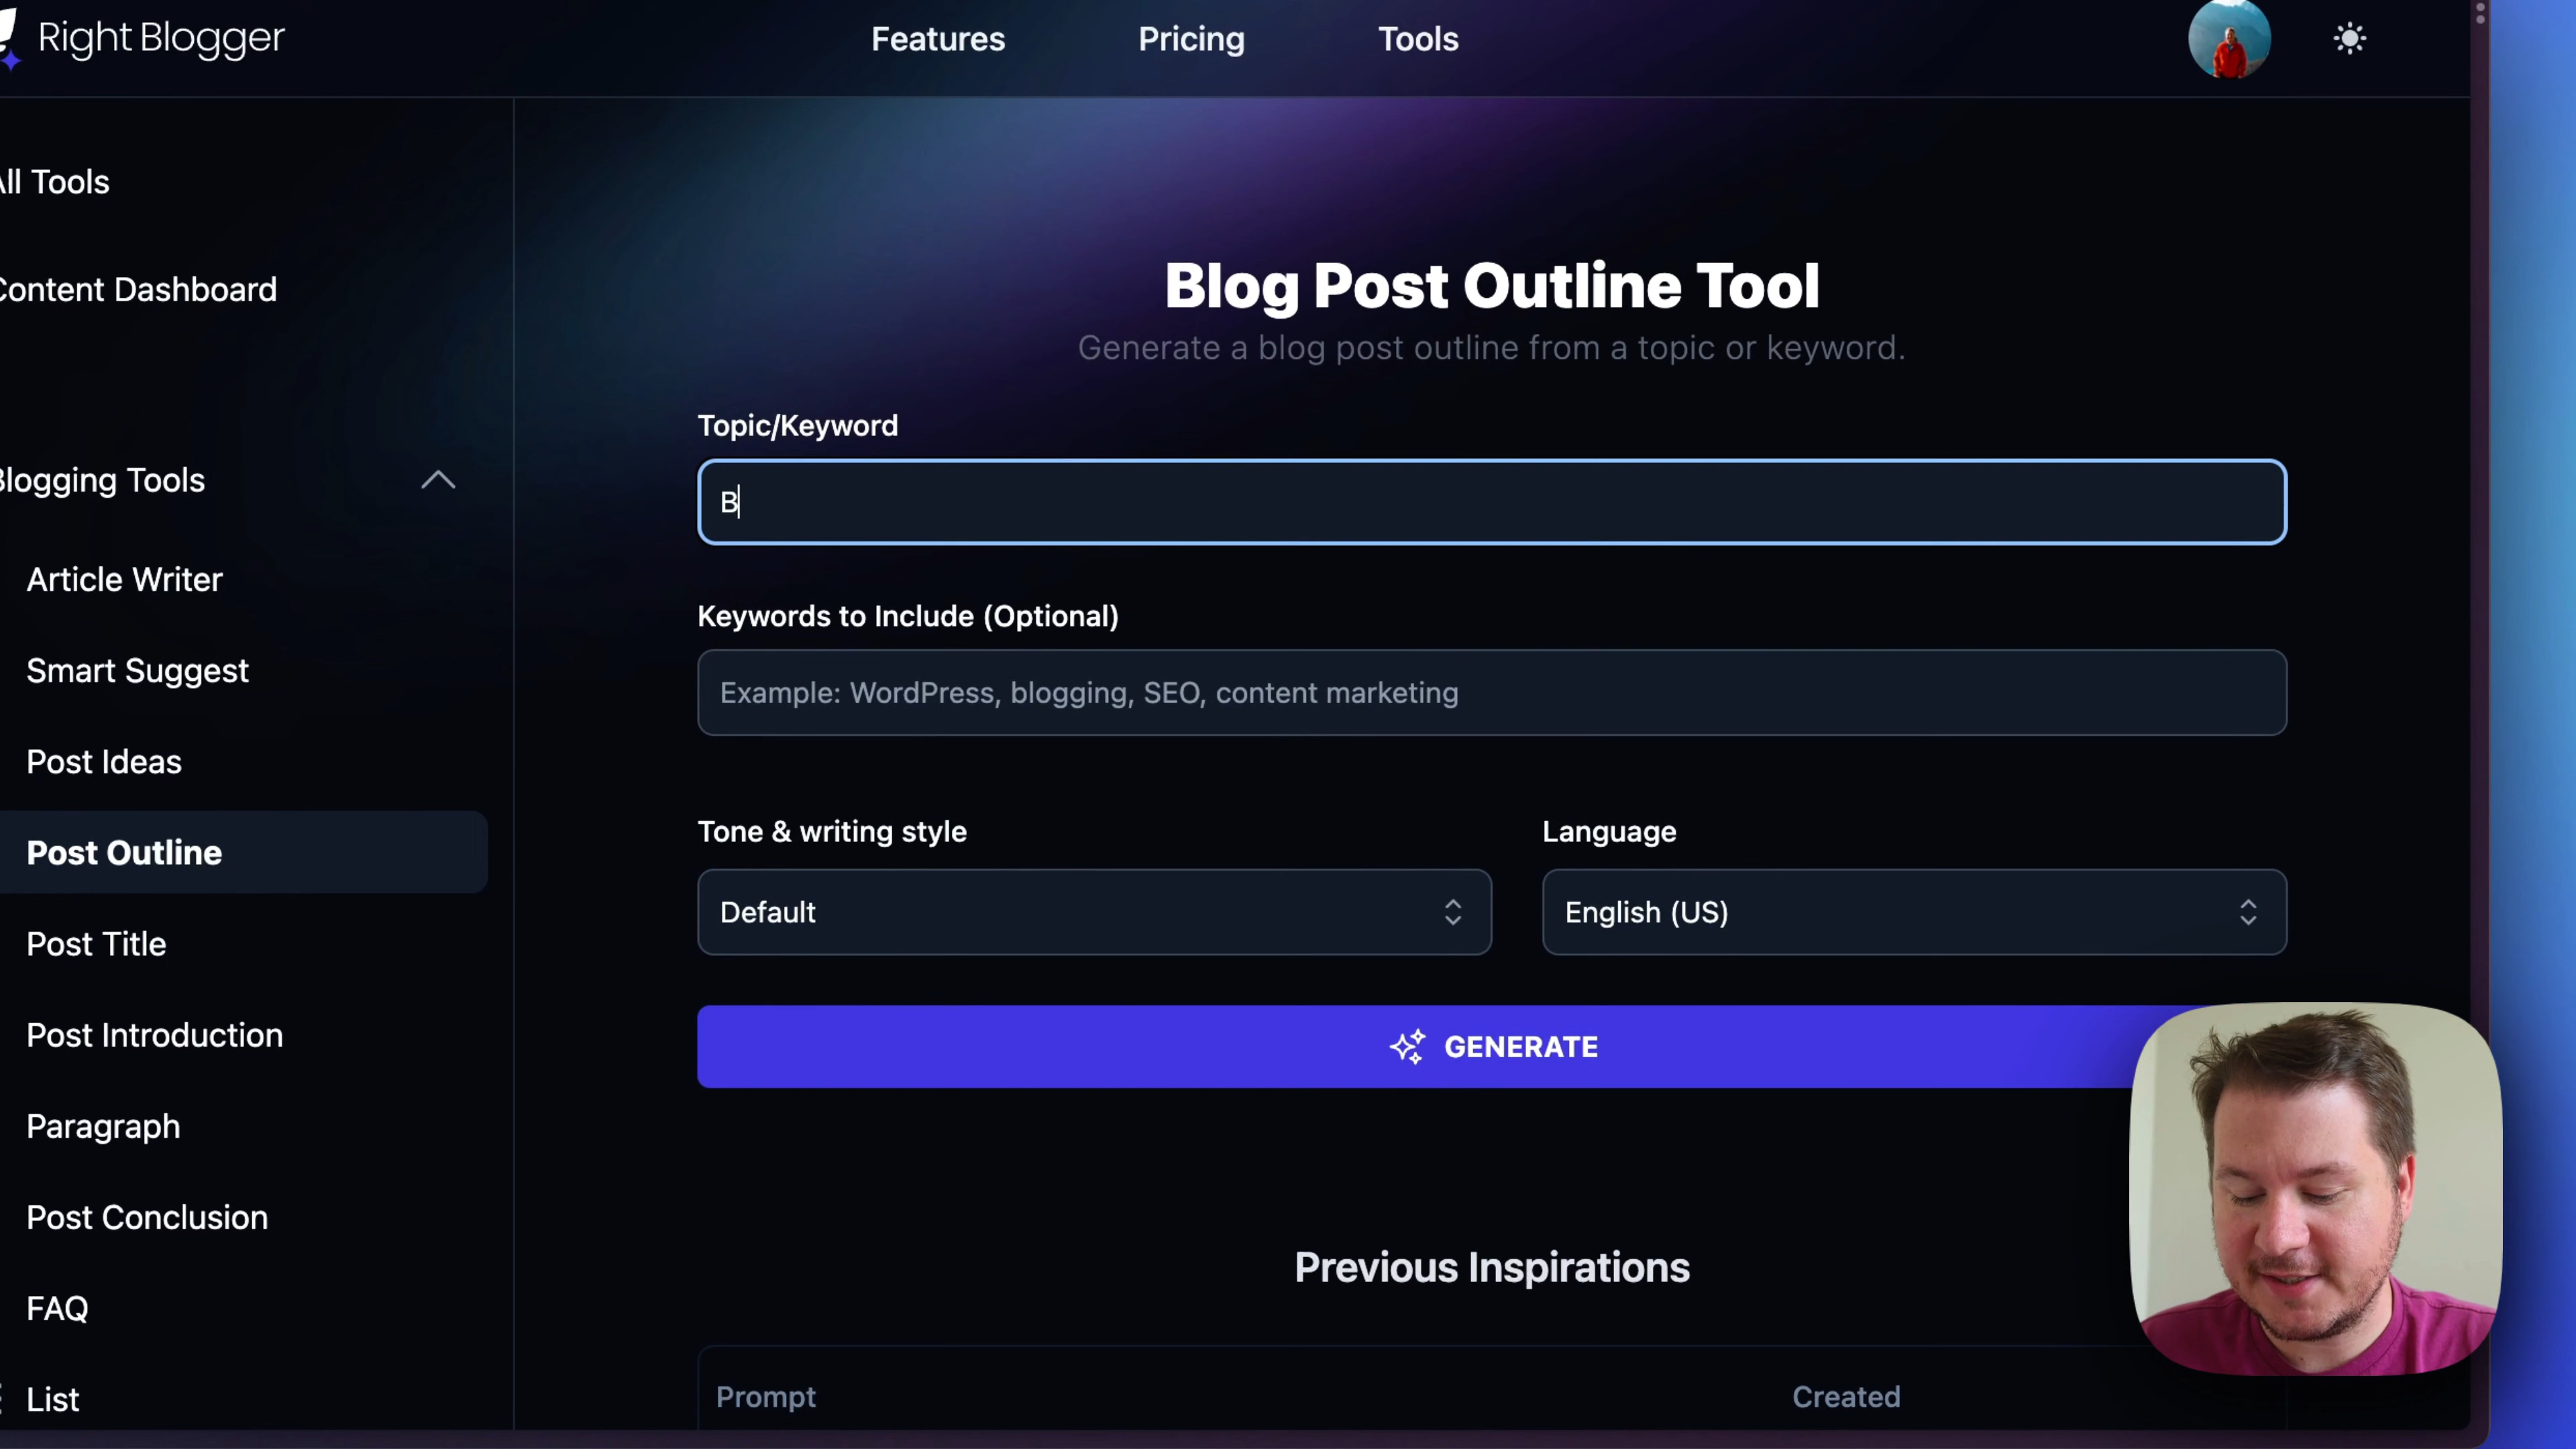 Right Blogger
Features
Pricing
Tools
All Tools
Content Dashboard
Blogging Tools
Article Writer
Smart Suggest
Post Ideas
Post Outline
Post Title
Post Introduction
Paragraph
Post Conclusion
FAQ
List
Blog Post Outline Tool
Generate a blog post outline from a topic or keyword.
Topic/Keyword
B
Keywords to Include (Optional)
Example: WordPress, blogging, SEO, content marketing
Tone & writing style
Language
Default
English (US)
GENERATE
Previous Inspirations
Prompt
Created